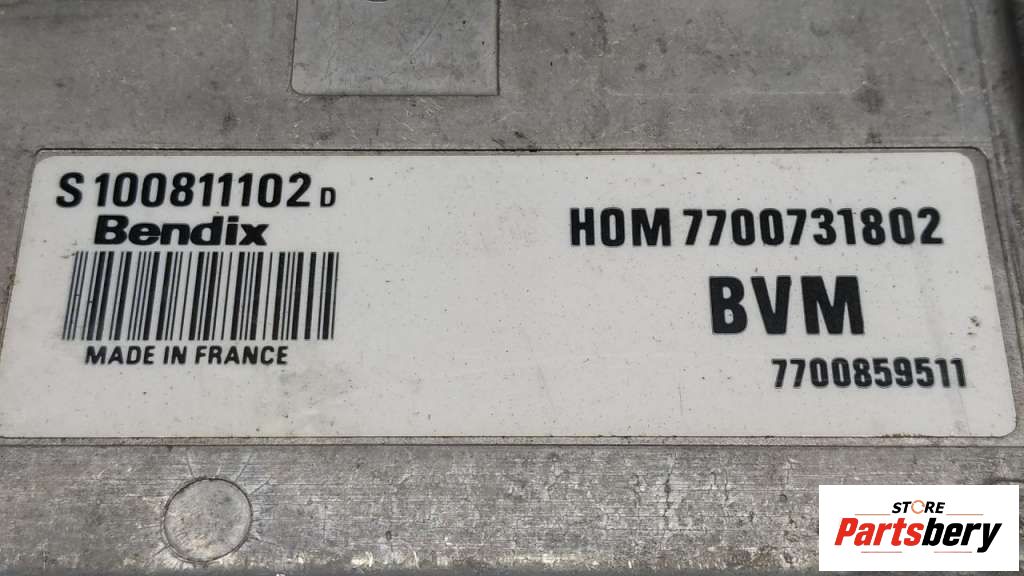 S 100811102 D
Bendix
MADE IN FRANCE
HOM 7700731802
BVM
7700859511
STORE
Partsbery